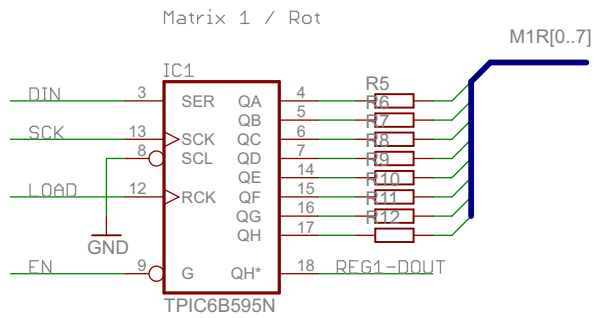 Matrix 1 / Rot
M1R[0..7]
IC1
R5
DIN 3 SER QA 4
R6
QB 5
R7
SCK 13 SCK QC 6
R8
8 SCL QD 7
R9
QE 14
R10
LOAD 12 RCK QF 15
R11
QG 16
R12
QH 17
GND
EN 9 G QH* 18 REG1-DOUT
TPIC6B595N